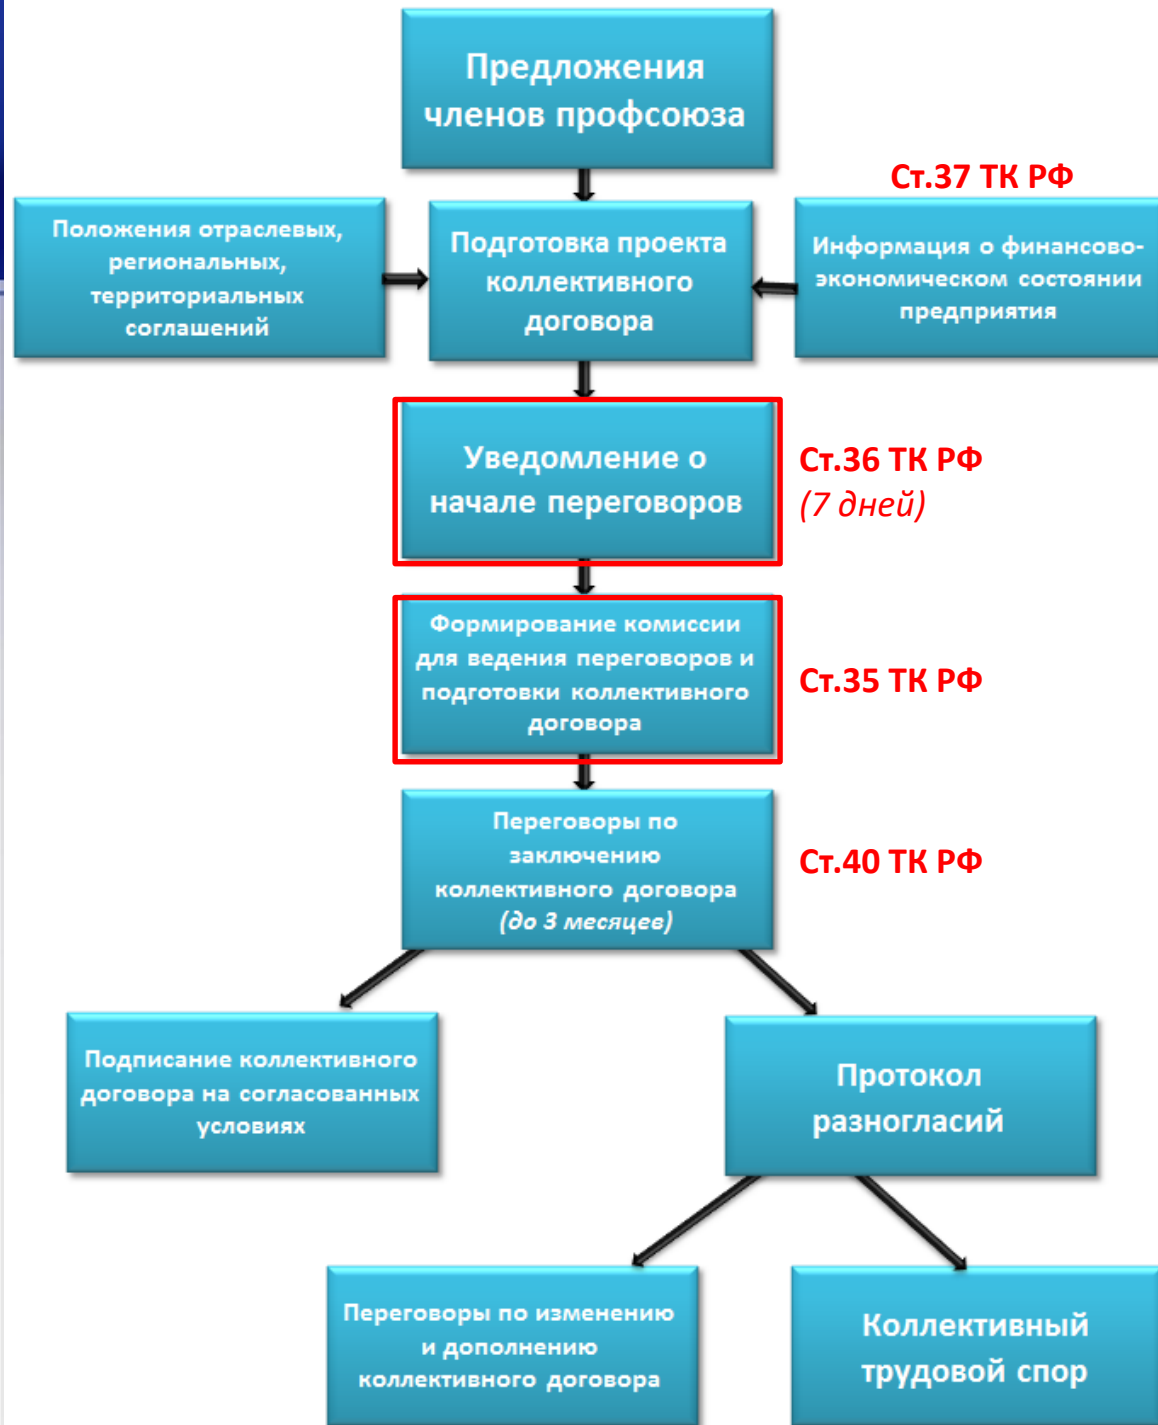 Предложения
членов профсоюза
Ст.37 ТК РФ
Положения отраслевых,
региональных,
территориальных
соглашений
Подготовка проекта
коллективного
договора
Информация о финансово-
экономическом состоянии
предприятия
Уведомление о
начале переговоров
Ст.36 ТК РФ
(7 дней)
Формирование комиссии
для ведения переговоров и
подготовки коллективного
договора
Ст.35 ТК РФ
Переговоры по
заключению
коллективного договора
(до 3 месяцев)
Ст.40 ТК РФ
Подписание коллективного
договора на согласованных
условиях
Протокол
разногласий
Переговоры по изменению
и дополнению
коллективного договора
Коллективный
трудовой спор